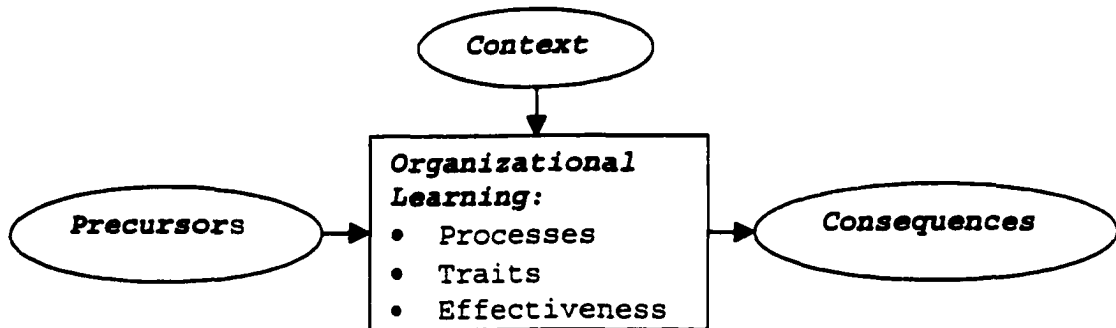 Context
Precursors
Organizational
Learning:
• Processes
• Traits
• Effectiveness
Consequences